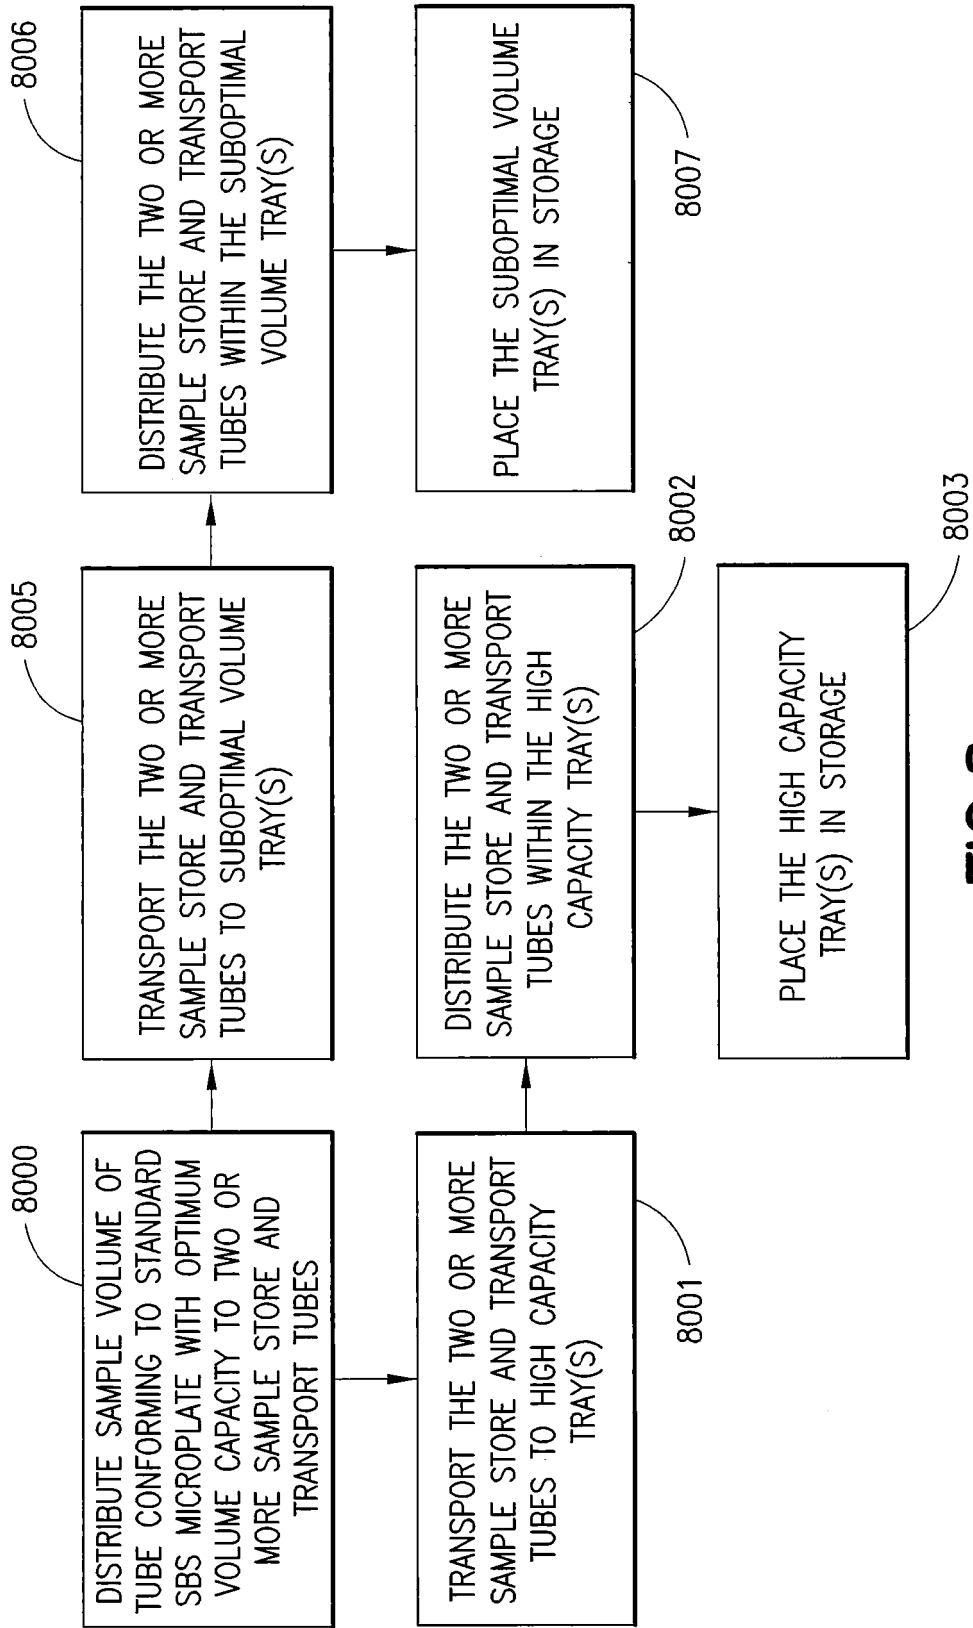 8000
DISTRIBUTE SAMPLE VOLUME OF
TUBE CONFORMING TO STANDARD
SBS MICROPLATE WITH OPTIMUM
VOLUME CAPACITY TO TWO OR
MORE SAMPLE STORE AND
TRANSPORT TUBES
8005
TRANSPORT THE TWO OR MORE
SAMPLE STORE AND TRANSPORT
TUBES TO SUBOPTIMAL VOLUME
TRAY(S)
8006
DISTRIBUTE THE TWO OR MORE
SAMPLE STORE AND TRANSPORT
TUBES WITHIN THE SUBOPTIMAL
VOLUME TRAY(S)
TRANSPORT THE TWO OR MORE
SAMPLE STORE AND TRANSPORT
TUBES TO HIGH CAPACITY
TRAY(S)
8001
DISTRIBUTE THE TWO OR MORE
SAMPLE STORE AND TRANSPORT
TUBES WITHIN THE HIGH
CAPACITY TRAY(S)
8002
PLACE THE SUBOPTIMAL VOLUME
TRAY(S) IN STORAGE
8007
PLACE THE HIGH CAPACITY
TRAY(S) IN STORAGE
8003